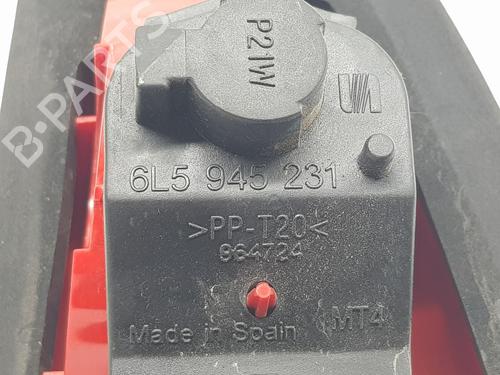 B-PARTS
P21W
6L5 945 231
>PP-T20<
964724
Made in Spain
MT4